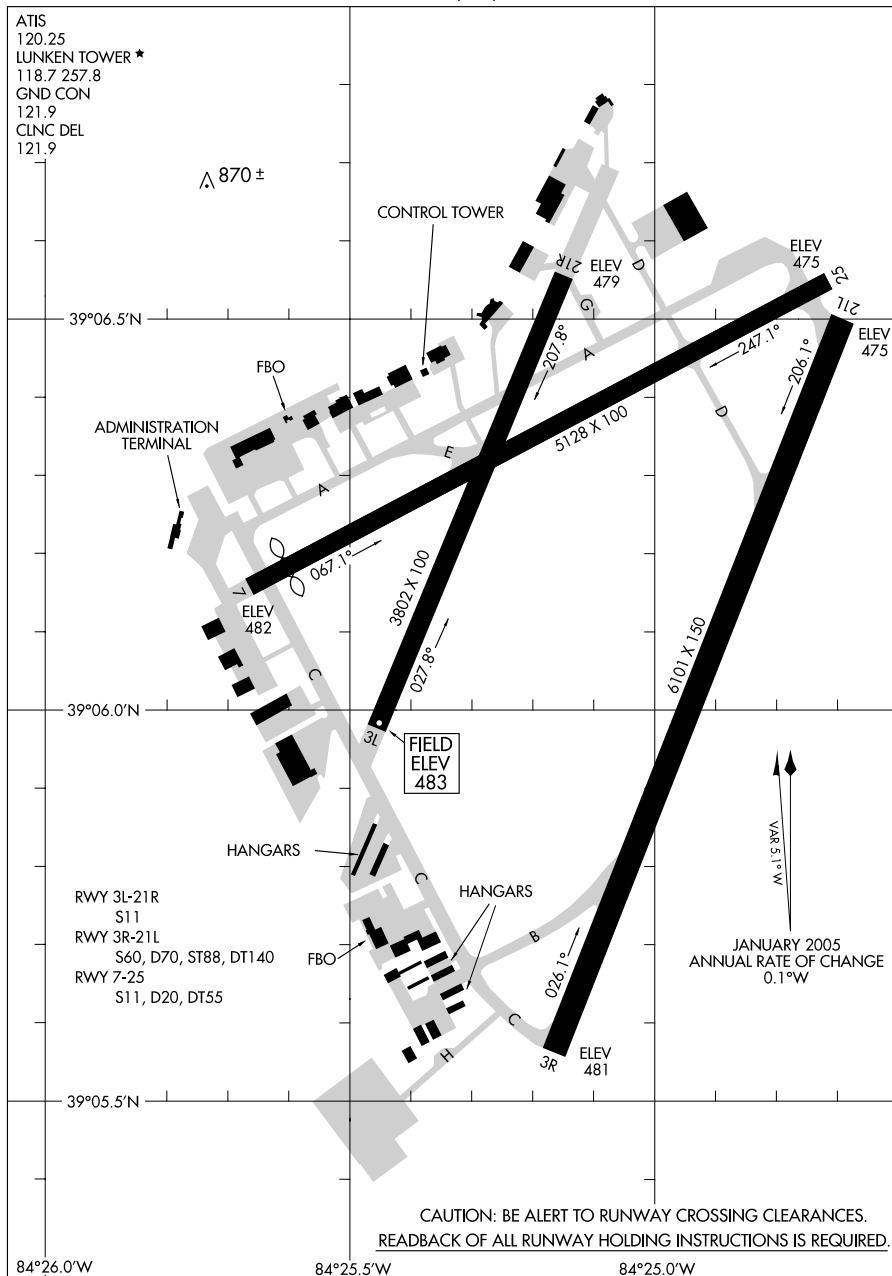 ATIS
120.25
LUNKEN TOWER ★
118.7 257.8
GND CON
121.9
CLNC DEL
121.9
870 ±
CONTROL TOWER
ELEV
475
25
21R
ELEV
479
D
21L
ELEV
475
39°06.5'N
G
207.8°
A
247.1°
206.1°
FBO
5128 X 100
D
ADMINISTRATION
TERMINAL
E
A
067.1°
7
ELEV
482
3802 X 100
027.8°
6101 X 150
C
39°06.0'N
3L
FIELD
ELEV
483
VAR 5.1° W
HANGARS
C
HANGARS
RWY 3L-21R
S11
RWY 3R-21L
S60, D70, ST88, DT140
RWY 7-25
S11, D20, DT55
FBO
B
026.1°
JANUARY 2005
ANNUAL RATE OF CHANGE
0.1°W
C
H
3R
ELEV
481
39°05.5'N
CAUTION: BE ALERT TO RUNWAY CROSSING CLEARANCES.
READBACK OF ALL RUNWAY HOLDING INSTRUCTIONS IS REQUIRED.
84°26.0'W
84°25.5'W
84°25.0'W